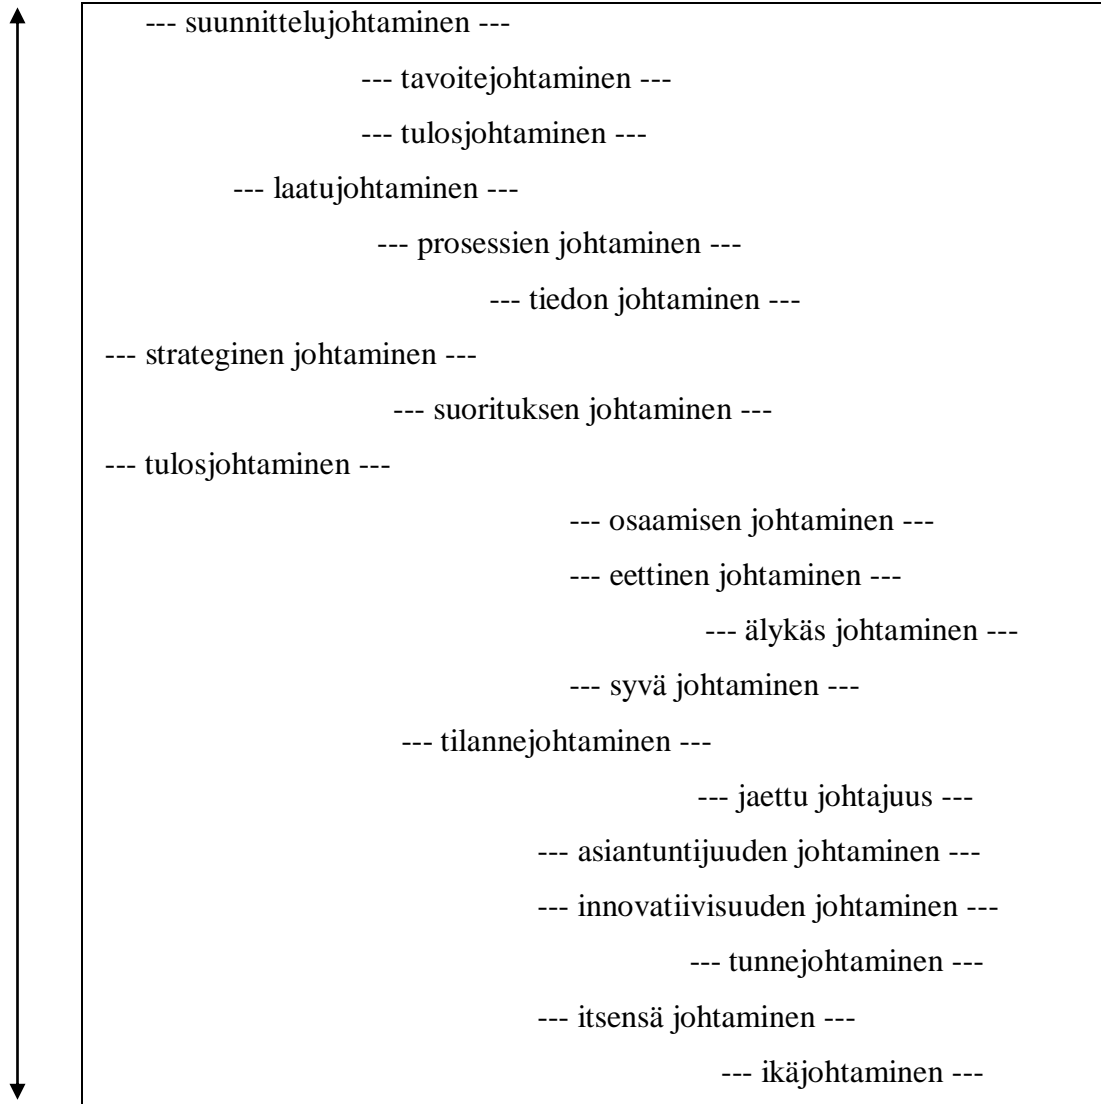 --- suunnittelujohtaminen ---
--- tavoitejohtaminen ---
--- tulosjohtaminen ---
--- laatujohtaminen ---
--- prosessien johtaminen ---
--- tiedon johtaminen ---
--- strateginen johtaminen ---
--- suorituksen johtaminen ---
--- tulosjohtaminen ---
--- osaamisen johtaminen ---
--- eettinen johtaminen ---
--- älykäs johtaminen ---
--- syvä johtaminen ---
--- tilannejohtaminen ---
--- jaettu johtajuus ---
--- asiantuntijuuden johtaminen ---
--- innovatiivisuuden johtaminen ---
--- tunnejohtaminen ---
--- itsensä johtaminen ---
--- ikäjohtaminen ---